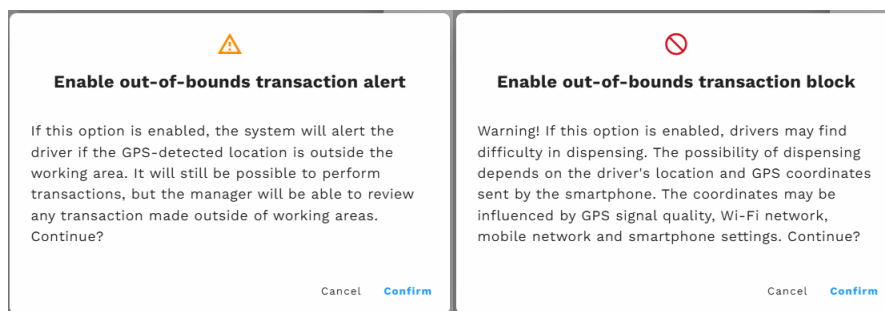 Enable out-of-bounds transaction alert
If this option is enabled, the system will alert the
driver if the GPS-detected location is outside the
working area. It will still be possible to perform
transactions, but the manager will be able to review
any transaction made outside of working areas.
Continue?
Cancel Confirm
Enable out-of-bounds transaction block
Warning! If this option is enabled, drivers may find
difficulty in dispensing. The possibility of dispensing
depends on the driver's location and GPS coordinates
sent by the smartphone. The coordinates may be
influenced by GPS signal quality, Wi-Fi network,
mobile network and smartphone settings. Continue?
Cancel Confirm